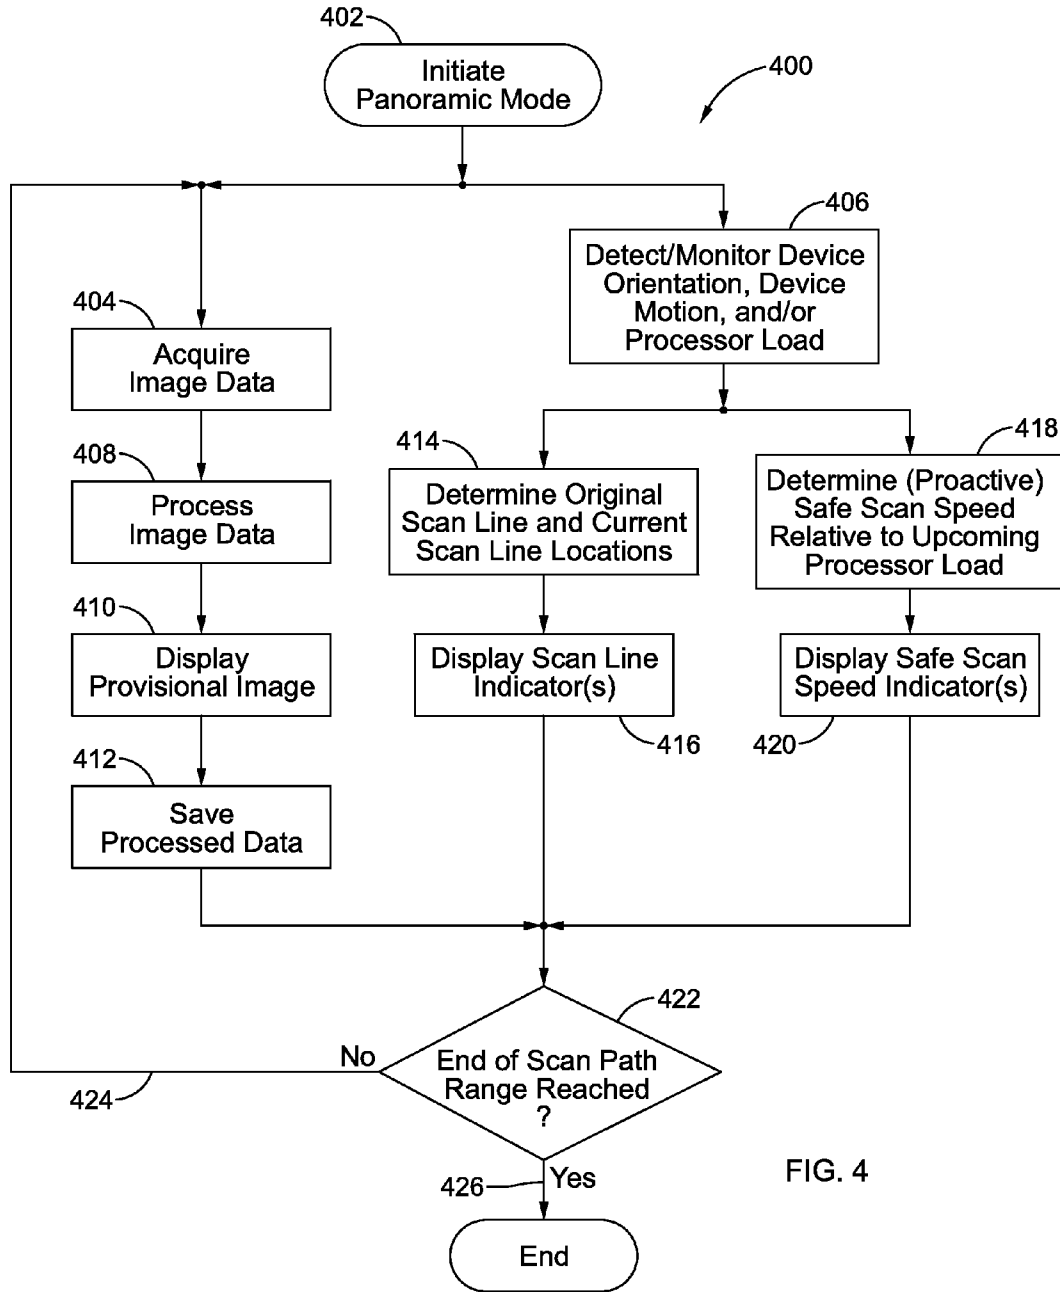 402
Initiate
Panoramic Mode
400
406
Detect/Monitor Device
Orientation, Device
Motion, and/or
Processor Load
404
Acquire
Image Data
408
Process
Image Data
410
Display
Provisional Image
412
Save
Processed Data
414
Determine Original
Scan Line and Current
Scan Line Locations
Display Scan Line
Indicator(s)
416
418
Determine (Proactive)
Safe Scan Speed
Relative to Upcoming
Processor Load
Display Safe Scan
Speed Indicator(s)
420
422
End of Scan Path
Range Reached
?
No
424
426
Yes
End
FIG. 4